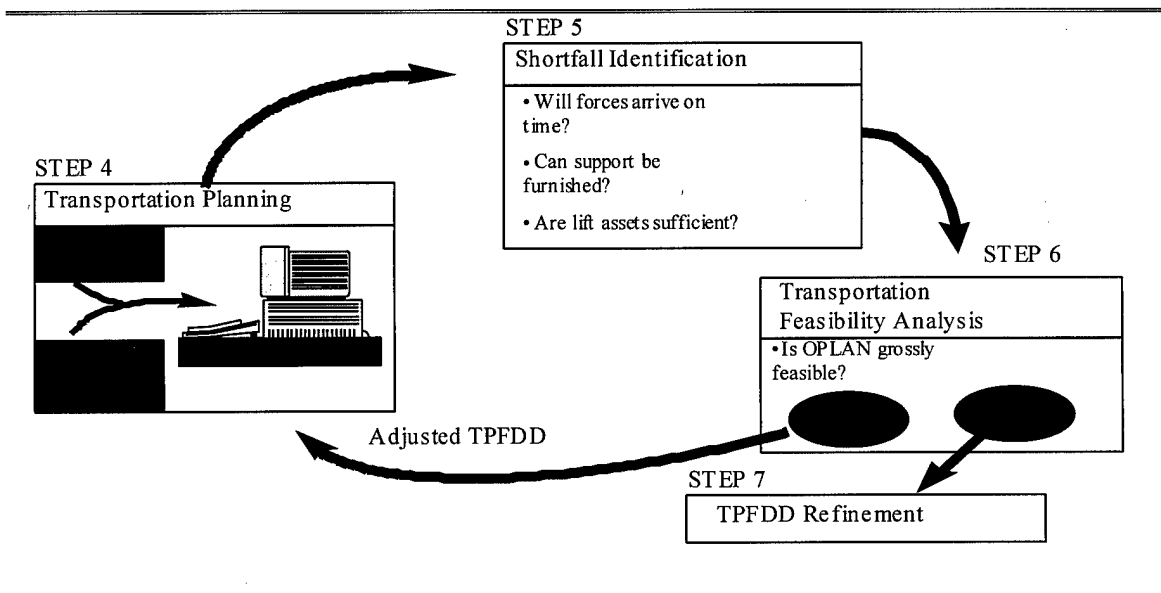 STEP 5
Shortfall Identification
• Will forces arrive on
time?
• Can support be
furnished?
• Are lift assets sufficient?
STEP 4
Transportation Planning
STEP 6
Transportation
Feasibility Analysis
• Is OPLAN grossly
feasible?
Adjusted TPFDD
STEP 7
TPFDD Refinement